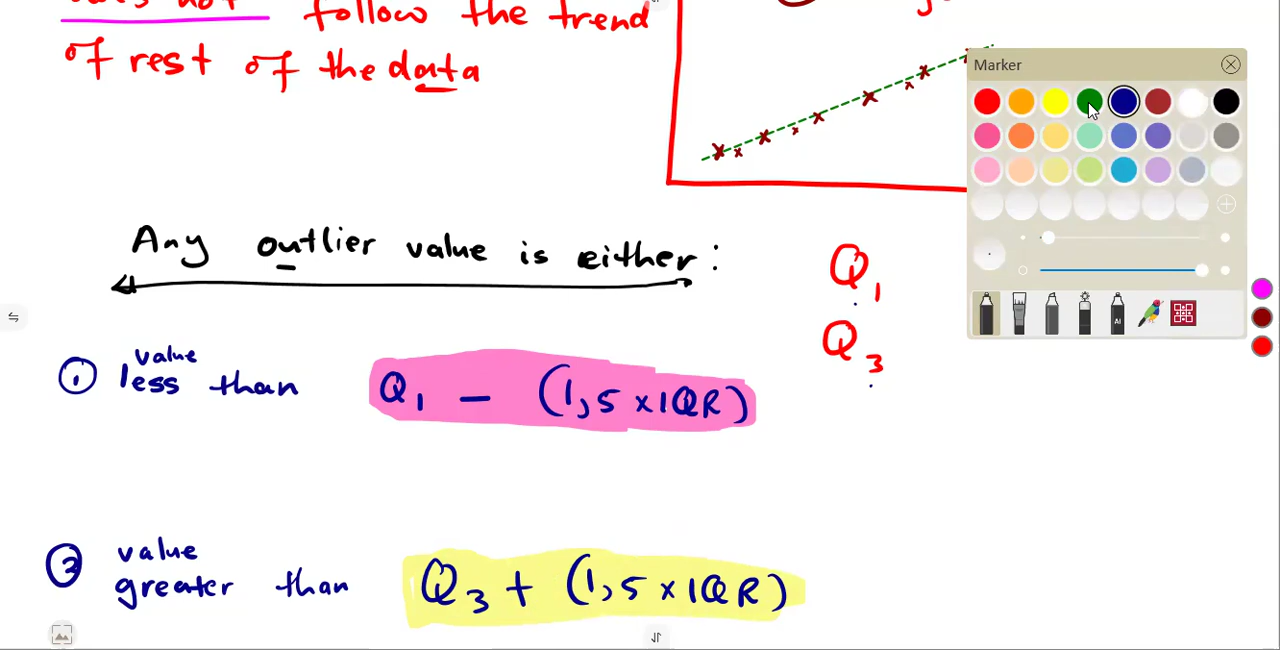 follow the trend
of rest of the data
Any outlier value is either:
Q1
Q3
① value
less than Q1 - (1,5 x IQR)
② value
greater than Q3 + (1,5 x IQR)
Marker
AI